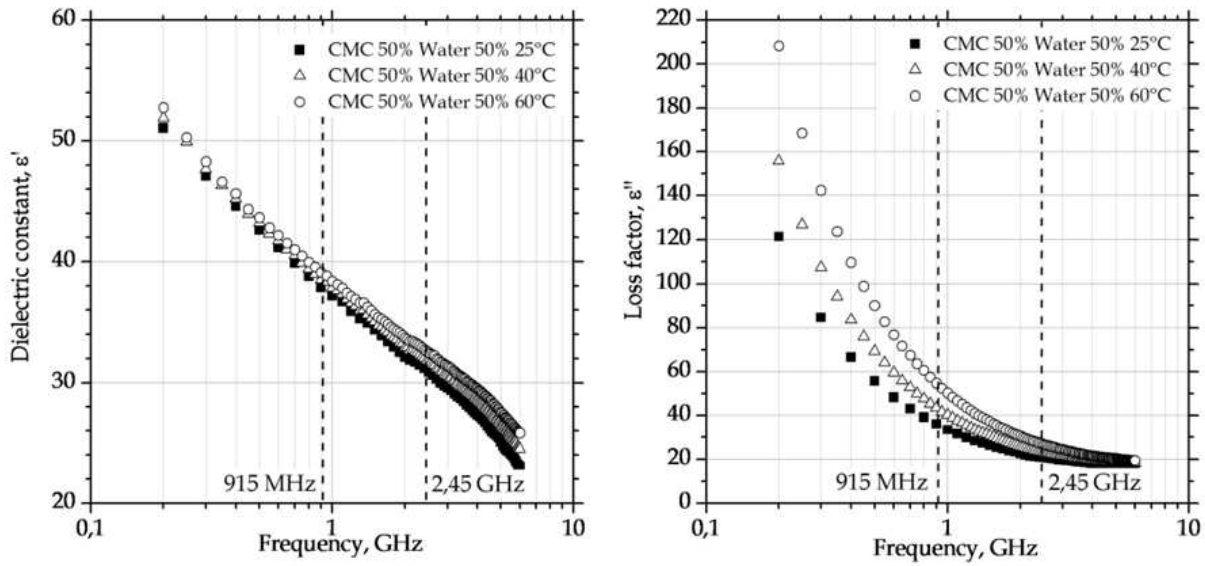 60
50
40
30
20
Dielectric constant, ε'
CMC 50% Water 50% 25°C
CMC 50% Water 50% 40°C
CMC 50% Water 50% 60°C
915 MHz
2,45 GHz
0,1
1
10
Frequency, GHz
220
200
180
160
140
120
100
80
60
40
20
0
Loss factor, ε"
CMC 50% Water 50% 25°C
CMC 50% Water 50% 40°C
CMC 50% Water 50% 60°C
915 MHz
2,45 GHz
0,1
1
10
Frequency, GHz